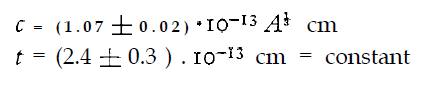 c = (1.07 ± 0.02) · 10⁻¹³ A^⅓ cm
t = (2.4 ± 0.3 ) . 10⁻¹³ cm = constant